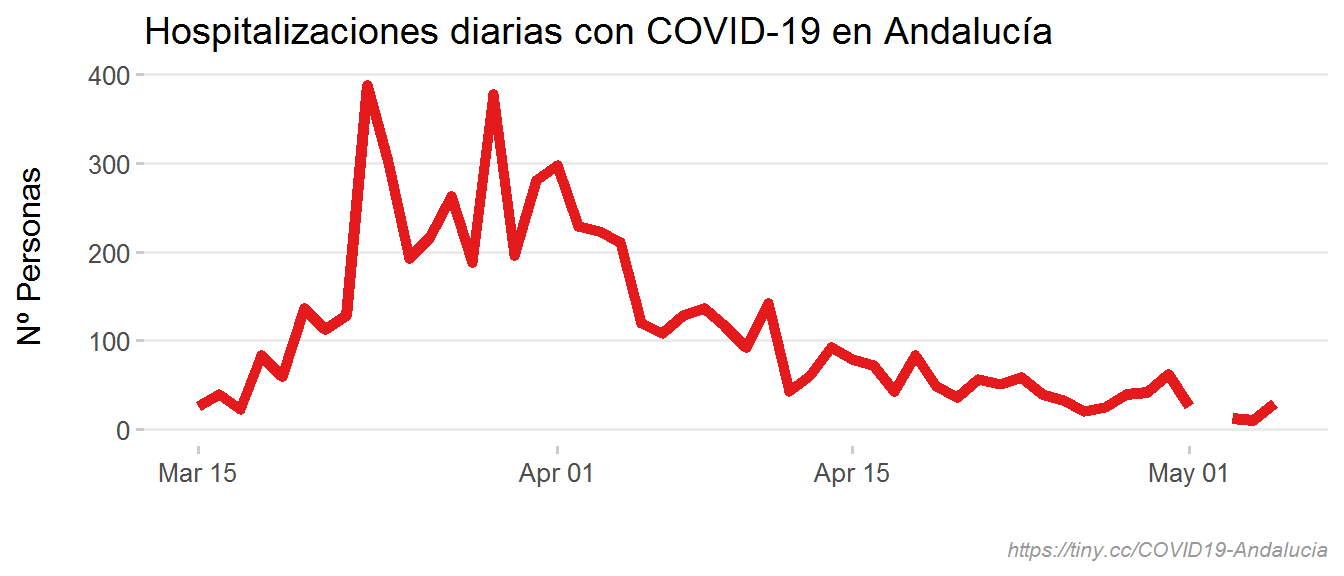 Hospitalizaciones diarias con COVID-19 en Andalucía
Nº Personas
400
300
200
100
0
Mar 15
Apr 01
Apr 15
May 01
https://tiny.cc/COVID19-Andalucia